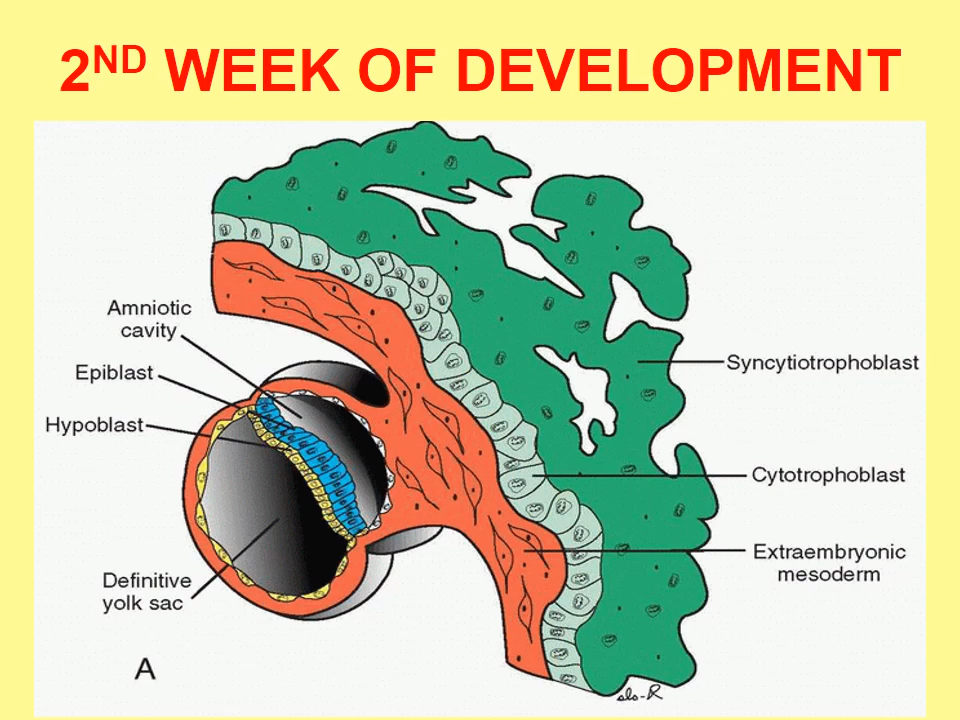 2ND WEEK OF DEVELOPMENT
Amniotic
cavity
Epiblast
Hypoblast
Definitive
yolk sac
Syncytiotrophoblast
Cytotrophoblast
Extraembryonic
mesoderm
A